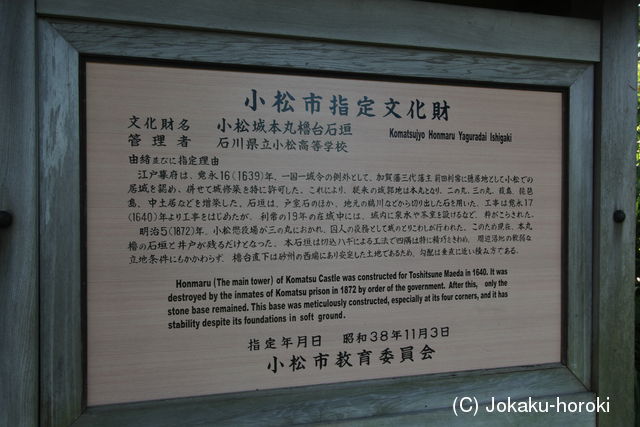 小松市指定文化財
文化財名 小松城本丸櫓台石垣 Komatsujyo Honmaru Yaguradai Ishigaki
管理者 石川県立小松高等学校
由緒並びに指定理由
江戸幕府は、寛永16(1639)年、一国一城令の例外として、加賀藩三代藩主前田利常に隠居地として小松での
居城を認め、併せて城修築を特に許可した。これにより、従来の城郭地は本丸となり、二の丸、三の丸、葭島、琵琶
島、中土居などを増築した。石垣は、戸室石のほか、地元の鵜川などから切り出した石を用いた。工事は寛永17
(1640)年より工事をはじめたが、利常の19年の在城中には、城内に泉水や茶室を設けるなど、粋がこらされた。
明治5(1872)年、小松懲役場が三の丸におかれ、囚人の役務として城のとりこわしが行われた。このため現在、本丸
櫓の石垣と井戸が残るだけとなった。本石垣は切込ハギによる工法で四隅は特に精巧をきわめ、周辺沼地の軟弱な
立地条件にもかかわらず、櫓台直下は砂州の西端にあり安定した土地であるため、勾配は垂直に近い積み方である。
Honmaru (The main tower) of Komatsu Castle was constructed for Toshitsune Maeda in 1640. It was
destroyed by the inmates of Komatsu prison in 1872 by order of the government. After this, only the
stone base remained. This base was meticulously constructed, especially at its four corners, and it has
stability despite its foundations in soft ground.
指定年月日 昭和38年11月3日
小松市教育委員会
(C) Jokaku-horoki